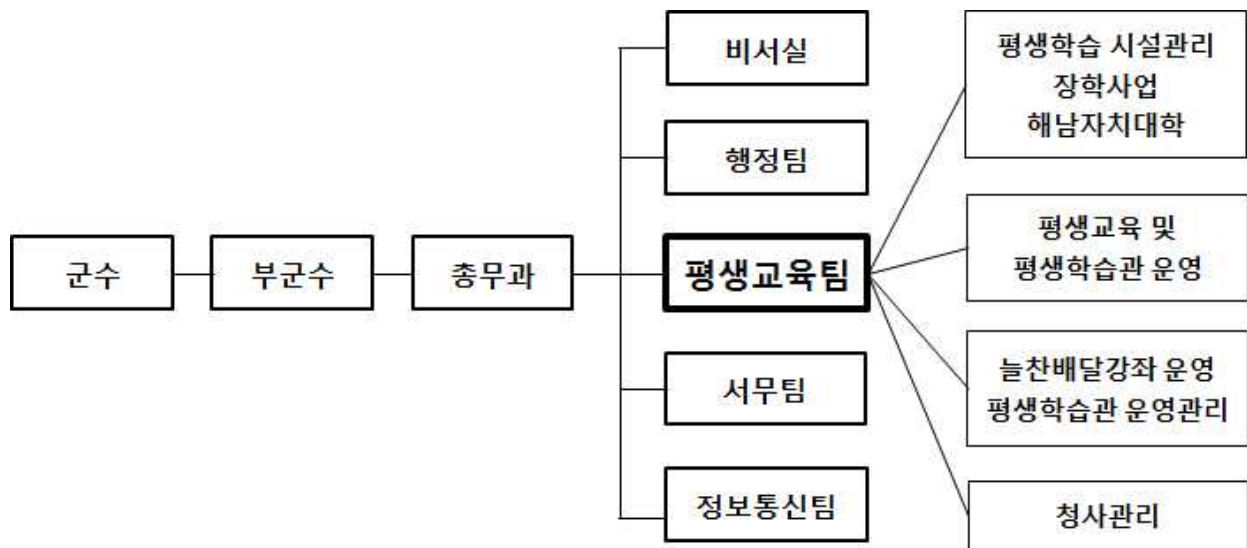 군수
부군수
총무과
비서실
행정팀
평생교육팀
서무팀
정보통신팀
평생학습 시설관리
장학사업
해남자치대학
평생교육 및
평생학습관 운영
늘찬배달강좌 운영
평생학습관 운영관리
청사관리